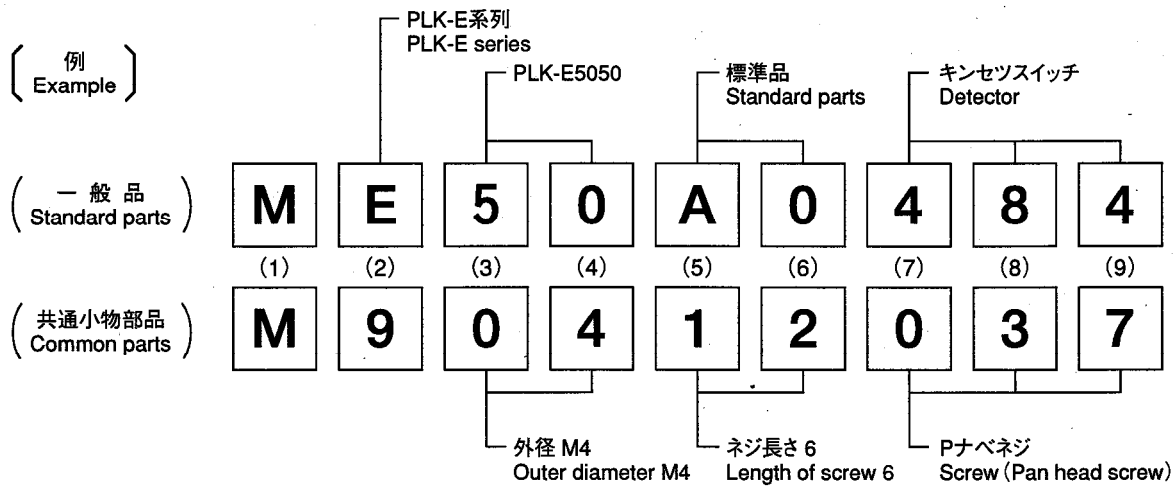 例
Example
PLK-E系列
PLK-E series
PLK-E5050
標準品
Standard parts
キンセツスイッチ
Detector
一般品
Standard parts
M E 5 0 A 0 4 8 4
(1) (2) (3) (4) (5) (6) (7) (8) (9)
共通小物部品
Common parts
M 9 0 4 1 2 0 3 7
外径 M4
Outer diameter M4
ネジ長さ 6
Length of screw 6
Pナベネジ
Screw (Pan head screw)